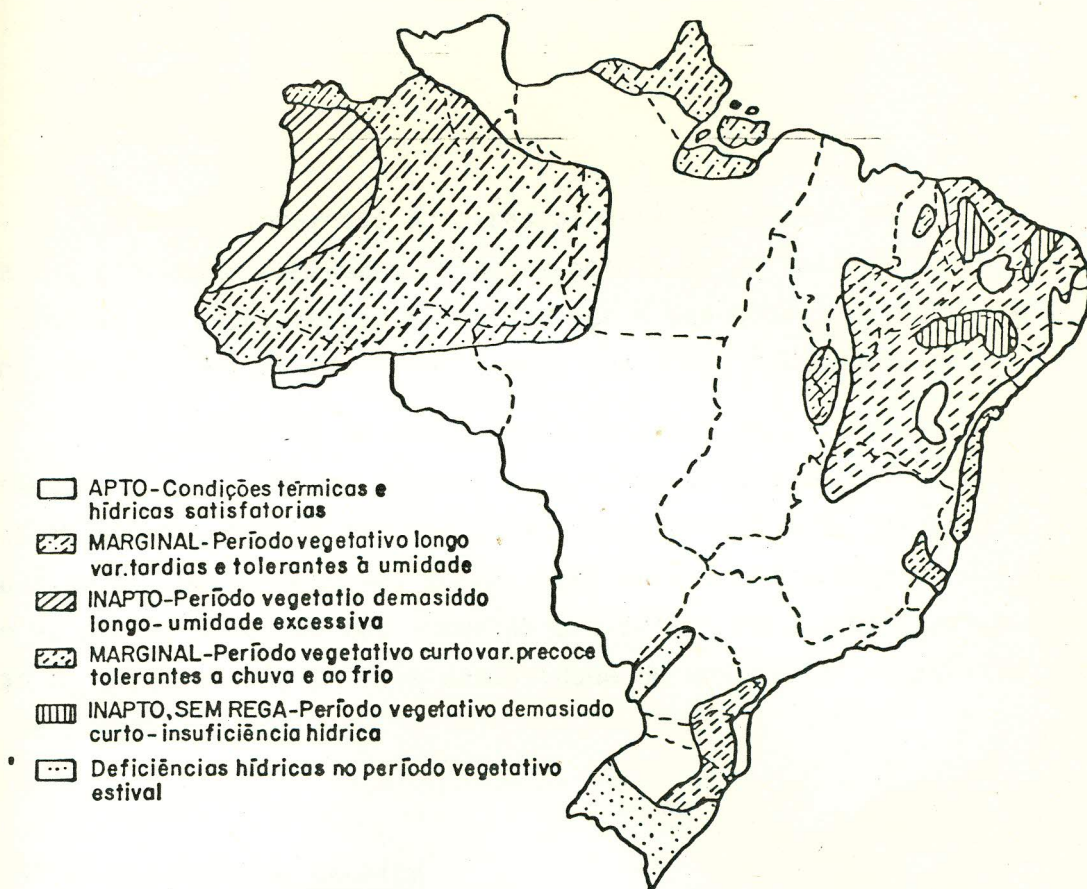 APTO-Condições térmicas e
hídricas satisfatorias
MARGINAL-Período vegetativo longo
var.tardias e tolerantes à umidade
INAPTO-Período vegetatio demasiddo
longo-umidade excessiva
MARGINAL-Período vegetativo curto var.precoce
tolerantes a chuva e ao frio
INAPTO, SEM REGA-Período vegetativo demasiado
curto-insuficiência hidrica
Deficiências hídricas no período vegetativo
estival